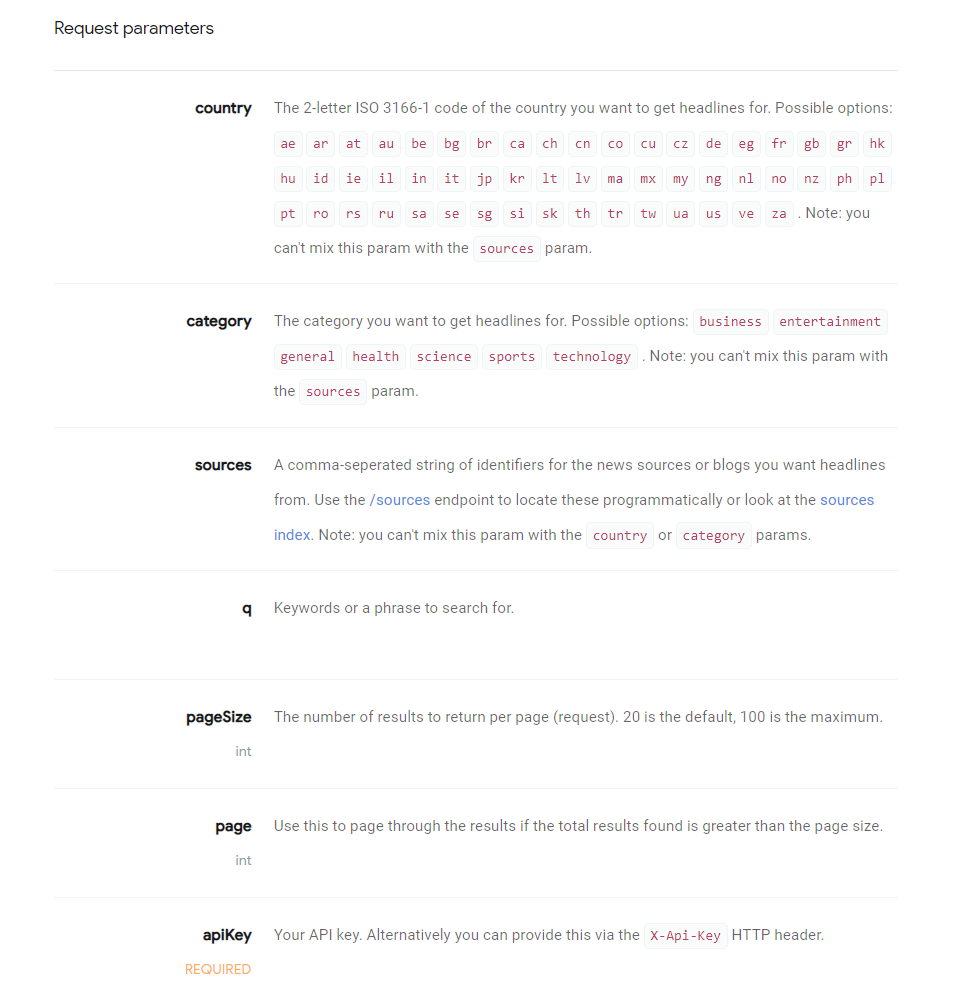 Request parameters
country The 2-letter ISO 3166-1 code of the country you want to get headlines for. Possible options:
ae ar at au be bg br ca ch cn co cu cz de eg fr gb gr hk
hu id ie il in it jp kr lt lv ma mx my ng nl no nz ph pl
pt ro rs ru sa se sg si sk th tr tw ua us ve za . Note: you
can't mix this param with the sources param.
category The category you want to get headlines for. Possible options: business entertainment
general health science sports technology . Note: you can't mix this param with
the sources param.
sources A comma-seperated string of identifiers for the news sources or blogs you want headlines
from. Use the /sources endpoint to locate these programmatically or look at the sources
index. Note: you can't mix this param with the country or category params.
q Keywords or a phrase to search for.
pageSize The number of results to return per page (request). 20 is the default, 100 is the maximum.
int
page Use this to page through the results if the total results found is greater than the page size.
int
apiKey Your API key. Alternatively you can provide this via the X-Api-Key HTTP header.
REQUIRED